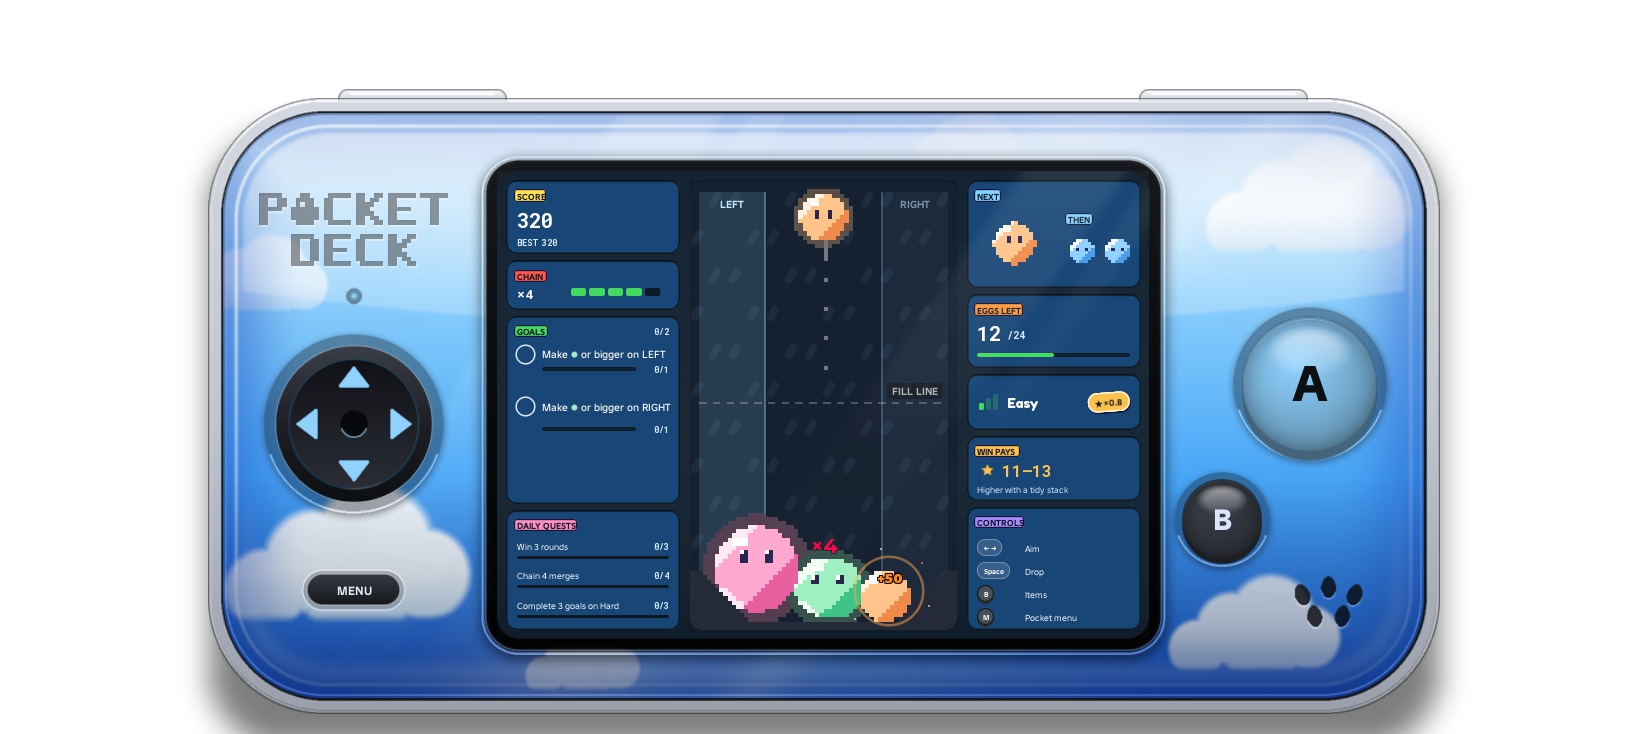 POCKET
DECK
MENU
SCORE
320
BEST 320
CHAIN
×4
GOALS 0/2
Make or bigger on LEFT
0/1
Make or bigger on RIGHT
0/1
DAILY QUESTS
Win 3 rounds 0/3
Chain 4 merges 0/4
Complete 3 goals on Hard 0/3
LEFT
RIGHT
FILL LINE
×4
+50
NEXT
THEN
EGGS LEFT
12 /24
Easy ★×0.8
WIN PAYS
★ 11–13
Higher with a tidy stack
CONTROLS
←→ Aim
Space Drop
B Items
M Pocket menu
A
B